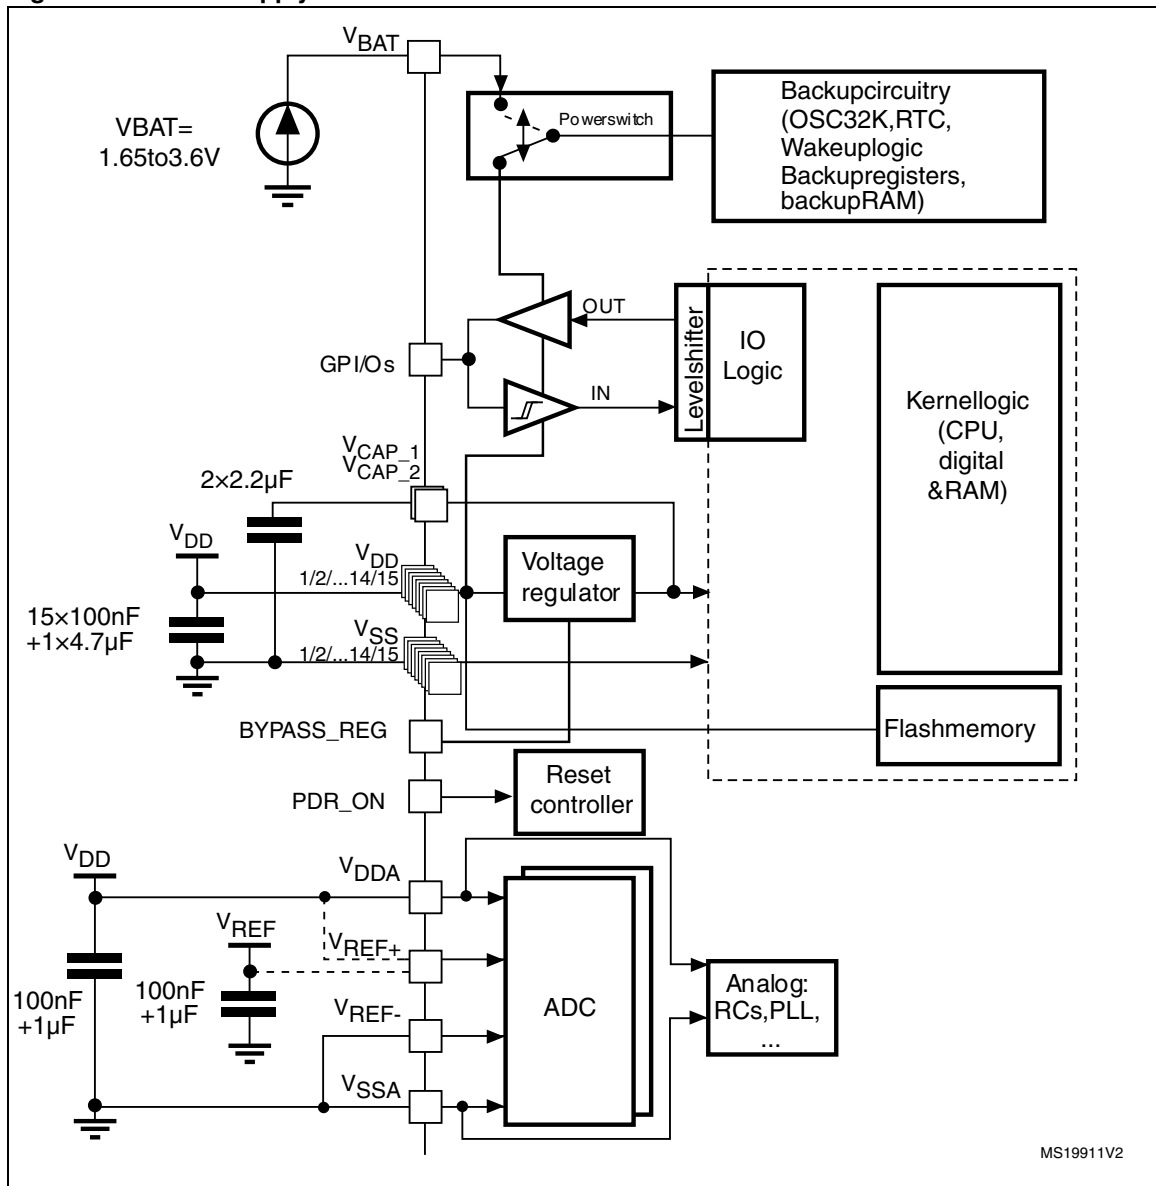 VBAT
VBAT=
1.65to3.6V
Powerswitch
Backupcircuitry
(OSC32K,RTC,
Wakeuplogic
Backupregisters,
backupRAM)
OUT
GPI/Os
IN
Levelshifter
IO
Logic
Kernellogic
(CPU,
digital
&RAM)
VCAP_1
VCAP_2
2×2.2µF
VDD
VDD
1/2/...14/15
Voltage
regulator
15×100nF
+1×4.7µF
VSS
1/2/...14/15
BYPASS_REG
Flashmemory
PDR_ON
Reset
controller
VDD
VDDA
VREF
VREF+
100nF
+1µF
100nF
+1µF
VREF-
ADC
Analog:
RCs,PLL,
...
VSSA
MS19911V2